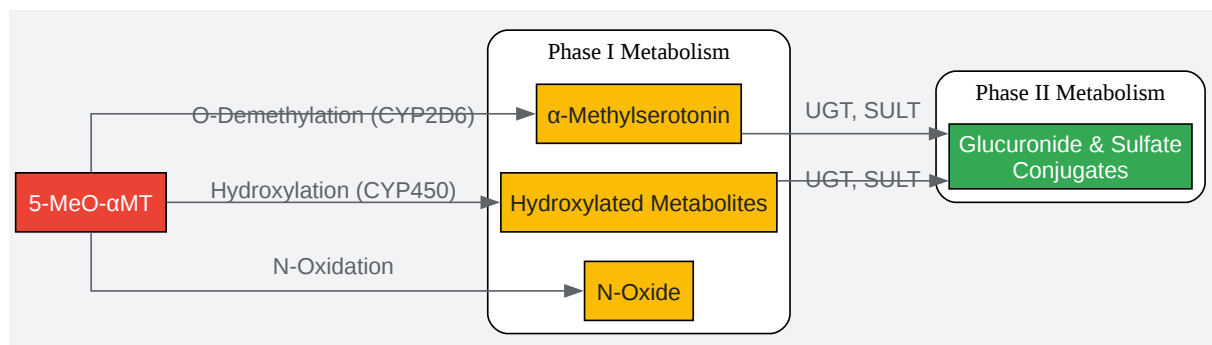 Phase I Metabolism
Phase II Metabolism
O-Demethylation (CYP2D6)
α-Methylserotonin
UGT, SULT
Glucuronide & Sulfate
Conjugates
5-MeO-αMT
Hydroxylation (CYP450)
Hydroxylated Metabolites
UGT, SULT
N-Oxidation
N-Oxide